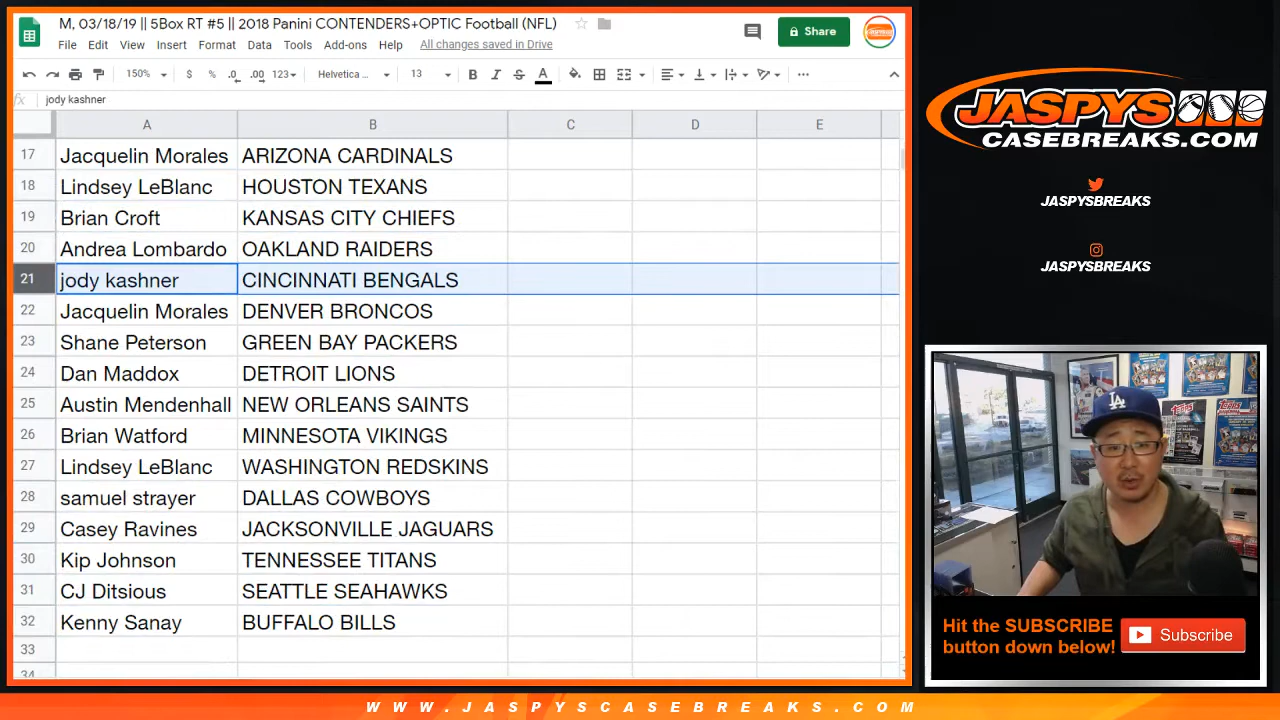 M, 03/18/19 || 5Box RT #5 || 2018 Panini CONTENDERS+OPTIC Football (NFL)
File Edit View Insert Format Data Tools Add-ons Help All changes saved in Drive
Share
150% $ % .0 .00 123 Helvetica ... 13 B I S A
fx jody kashner
A B C D E
17 Jacquelin Morales ARIZONA CARDINALS
18 Lindsey LeBlanc HOUSTON TEXANS
19 Brian Croft KANSAS CITY CHIEFS
20 Andrea Lombardo OAKLAND RAIDERS
21 jody kashner CINCINNATI BENGALS
22 Jacquelin Morales DENVER BRONCOS
23 Shane Peterson GREEN BAY PACKERS
24 Dan Maddox DETROIT LIONS
25 Austin Mendenhall NEW ORLEANS SAINTS
26 Brian Watford MINNESOTA VIKINGS
27 Lindsey LeBlanc WASHINGTON REDSKINS
28 samuel strayer DALLAS COWBOYS
29 Casey Ravines JACKSONVILLE JAGUARS
30 Kip Johnson TENNESSEE TITANS
31 CJ Ditsious SEATTLE SEAHAWKS
32 Kenny Sanay BUFFALO BILLS
33
34
JASPYS
CASEBREAKS.COM
JASPYSBREAKS
JASPYSBREAKS
LA
Hit the SUBSCRIBE
button down below!
Subscribe
WWW.JASPYSCASEBREAKS.COM